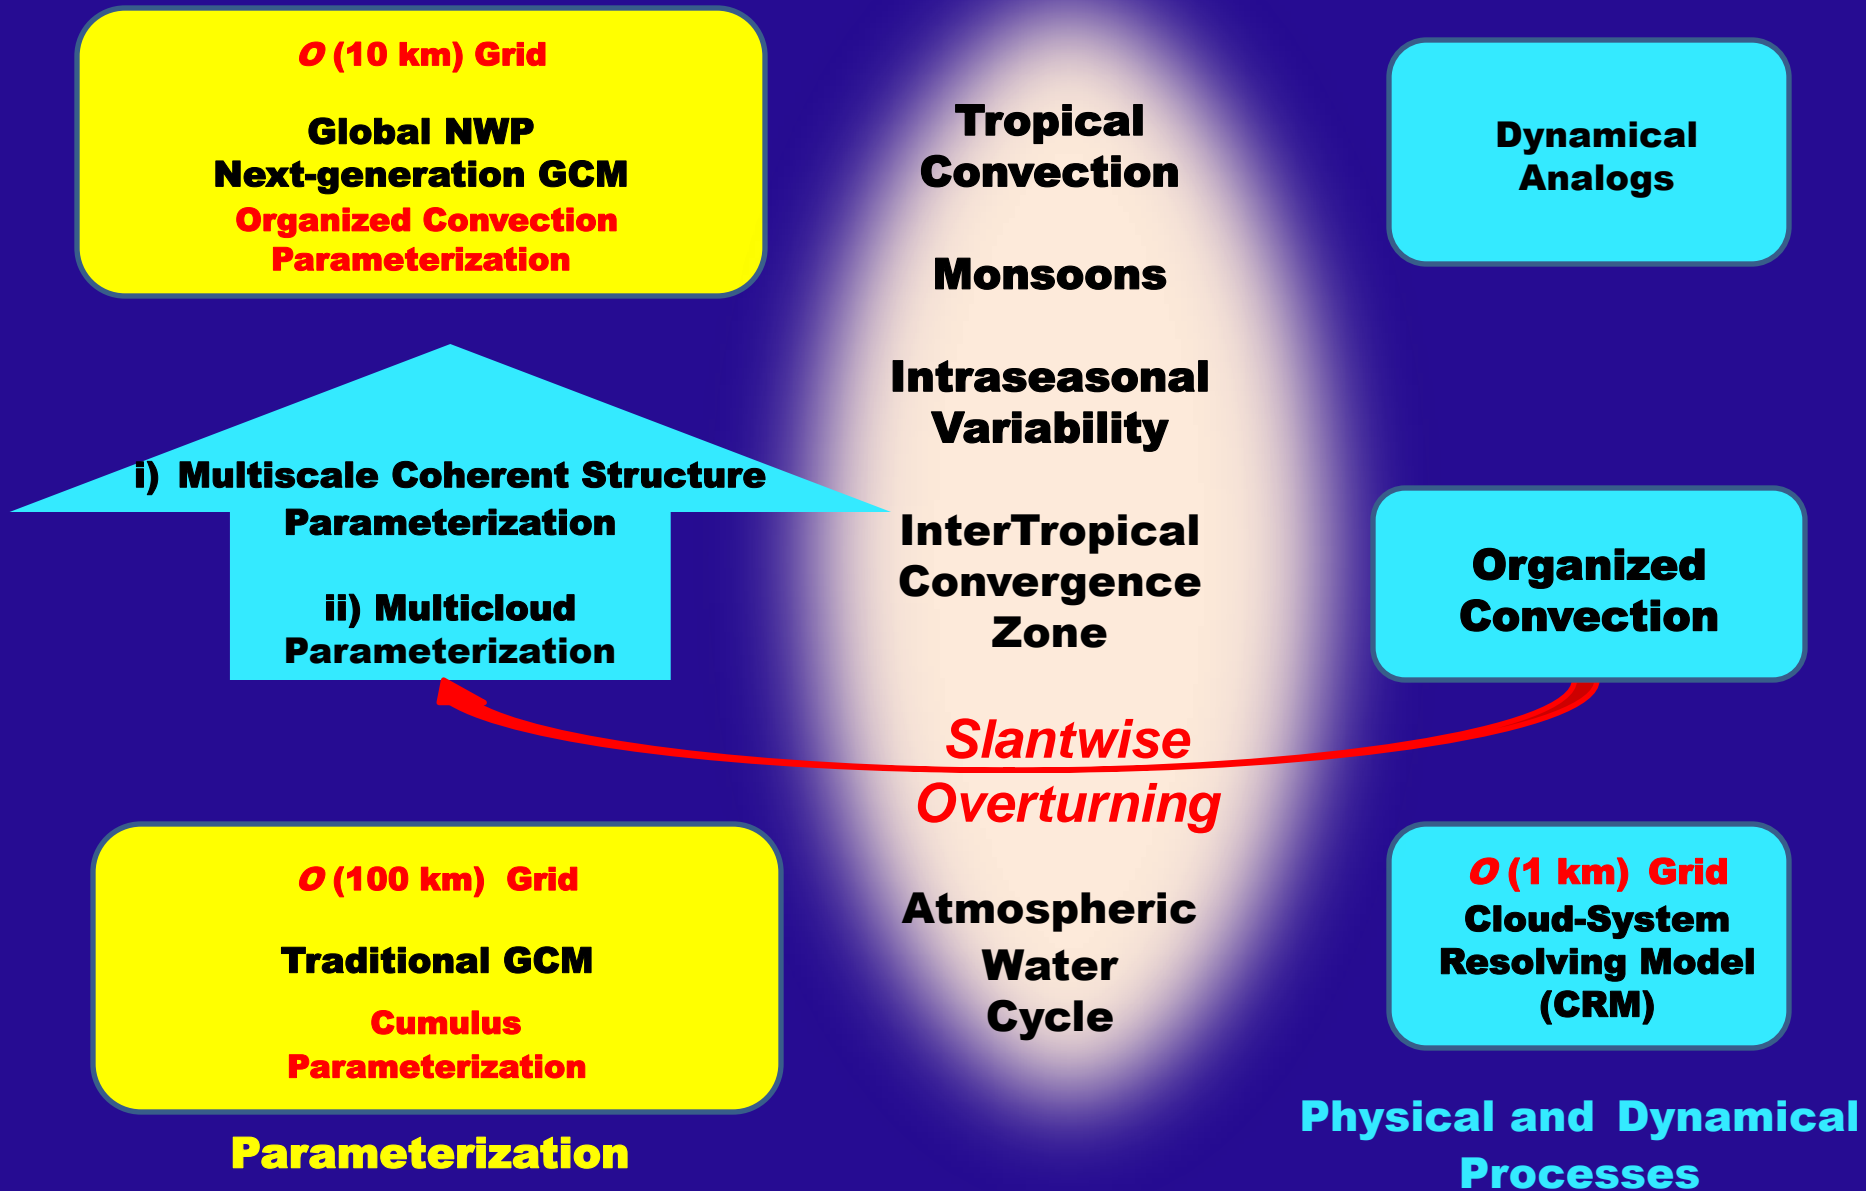 O (10 km) Grid
Global NWP
Next-generation GCM
Organized Convection
Parameterization
i) Multiscale Coherent Structure
Parameterization
ii) Multicloud
Parameterization
O (100 km) Grid
Traditional GCM
Cumulus
Parameterization
Parameterization
Tropical
Convection
Monsoons
Intraseasonal
Variability
InterTropical
Convergence
Zone
Slantwise
Overturning
Atmospheric
Water
Cycle
Dynamical
Analogs
Organized
Convection
O (1 km) Grid
Cloud-System
Resolving Model
(CRM)
Physical and Dynamical
Processes